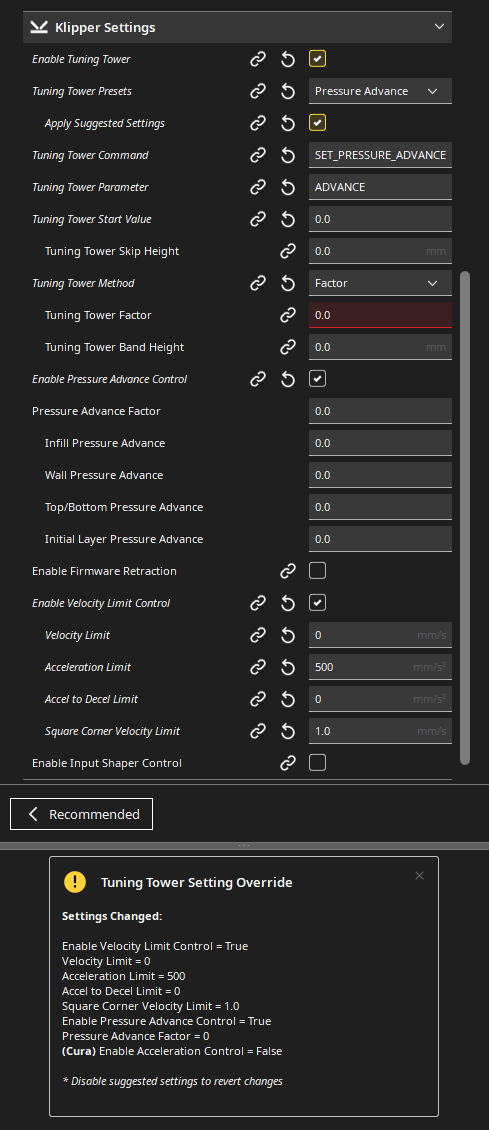 Klipper Settings
Enable Tuning Tower
Tuning Tower Presets Pressure Advance
Apply Suggested Settings
Tuning Tower Command SET_PRESSURE_ADVANCE
Tuning Tower Parameter ADVANCE
Tuning Tower Start Value 0.0
Tuning Tower Skip Height 0.0 mm
Tuning Tower Method Factor
Tuning Tower Factor 0.0
Tuning Tower Band Height 0.0 mm
Enable Pressure Advance Control
Pressure Advance Factor 0.0
Infill Pressure Advance 0.0
Wall Pressure Advance 0.0
Top/Bottom Pressure Advance 0.0
Initial Layer Pressure Advance 0.0
Enable Firmware Retraction
Enable Velocity Limit Control
Velocity Limit 0 mm/s
Acceleration Limit 500 mm/s²
Accel to Decel Limit 0 mm/s²
Square Corner Velocity Limit 1.0 mm/s
Enable Input Shaper Control
Recommended
Tuning Tower Setting Override
Settings Changed:
Enable Velocity Limit Control = True
Velocity Limit = 0
Acceleration Limit = 500
Accel to Decel Limit = 0
Square Corner Velocity Limit = 1.0
Enable Pressure Advance Control = True
Pressure Advance Factor = 0
(Cura) Enable Acceleration Control = False
* Disable suggested settings to revert changes